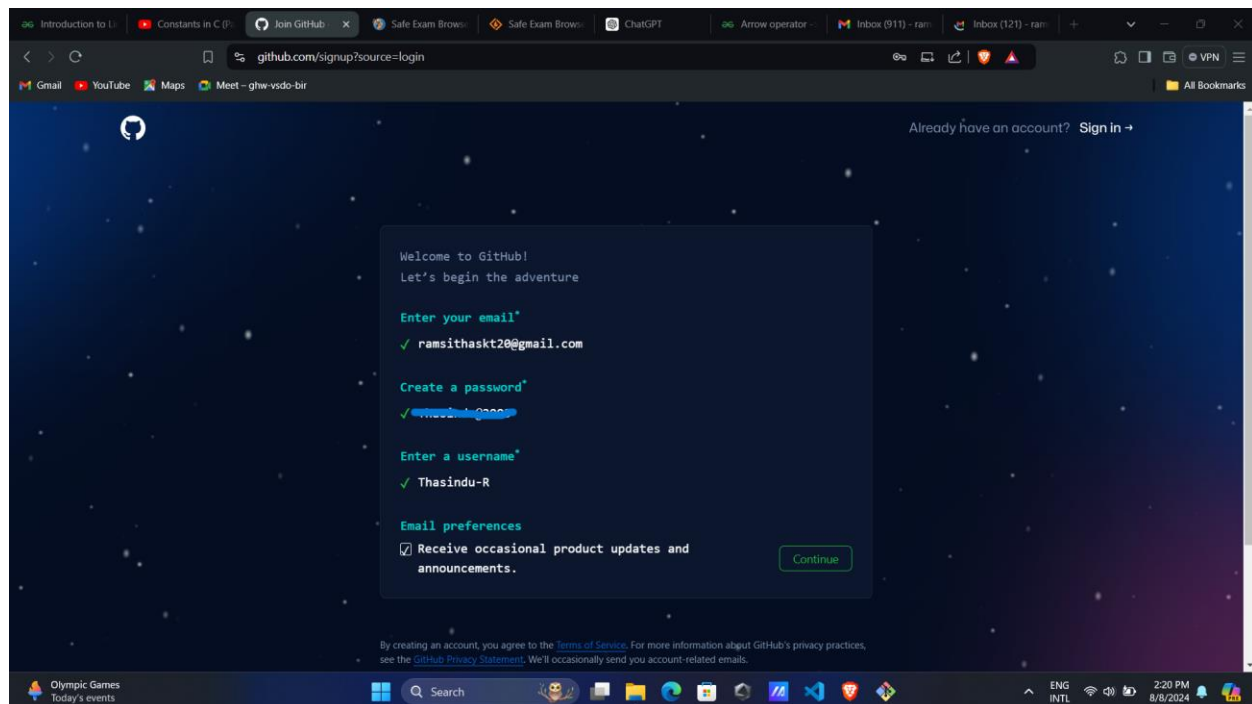 Introduction to Li
Constants in C (P
Join GitHub
Safe Exam Brows
Safe Exam Brows
ChatGPT
Arrow operator -
Inbox (911) - ram
Inbox (121) - ram
github.com/signup?source=login
VPN
Gmail
YouTube
Maps
Meet – ghw-vsdo-bir
All Bookmarks
Already have an account? Sign in →
Welcome to GitHub!
Let's begin the adventure
Enter your email*
✓ ramsithaskt20@gmail.com
Create a password*
✓
Enter a username*
✓ Thasindu-R
Email preferences
Receive occasional product updates and
announcements.
Continue
By creating an account, you agree to the Terms of Service. For more information about GitHub's privacy practices,
see the GitHub Privacy Statement. We'll occasionally send you account-related emails.
Olympic Games
Today's events
Search
ENG
INTL
2:20 PM
8/8/2024